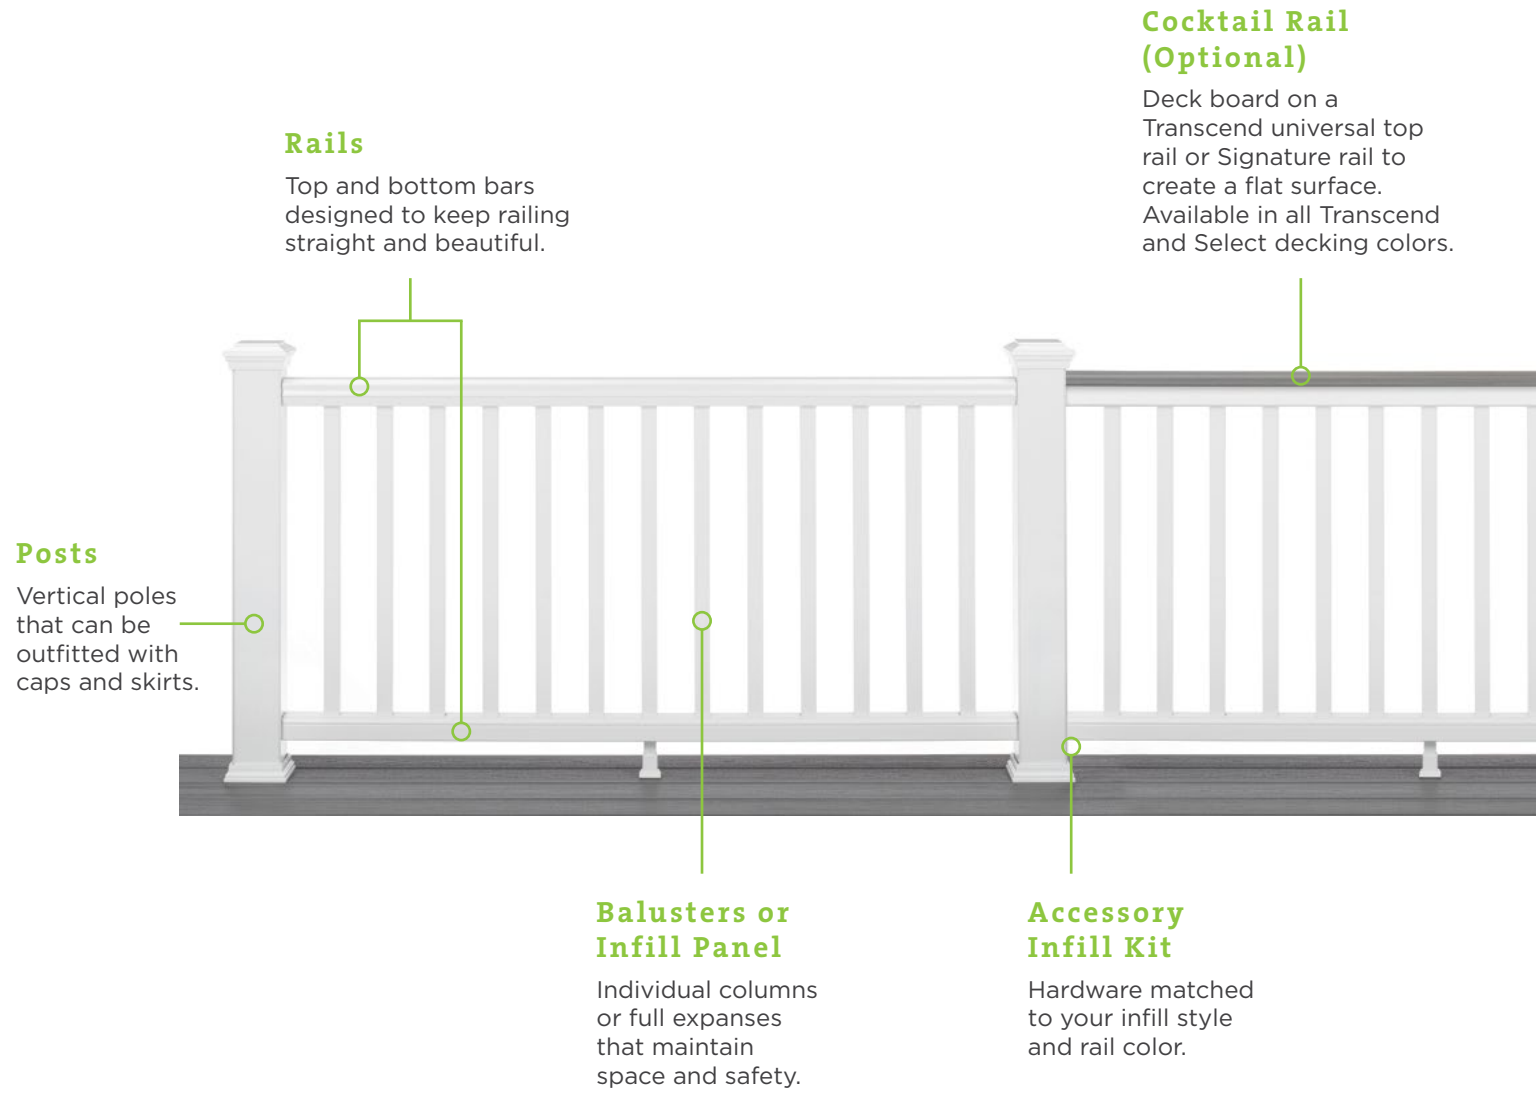 Cocktail Rail
(Optional)
Deck board on a
Transcend universal top
rail or Signature rail to
create a flat surface.
Available in all Transcend
and Select decking colors.
Rails
Top and bottom bars
designed to keep railing
straight and beautiful.
Posts
Vertical poles
that can be
outfitted with
caps and skirts.
Balusters or
Infill Panel
Individual columns
or full expanses
that maintain
space and safety.
Accessory
Infill Kit
Hardware matched
to your infill style
and rail color.